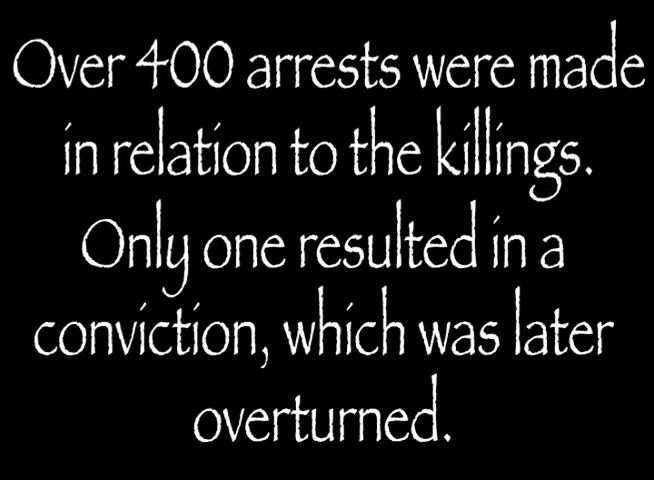 Over 400 arrests were made
in relation to the killings.
Only one resulted in a
conviction, which was later
overturned.